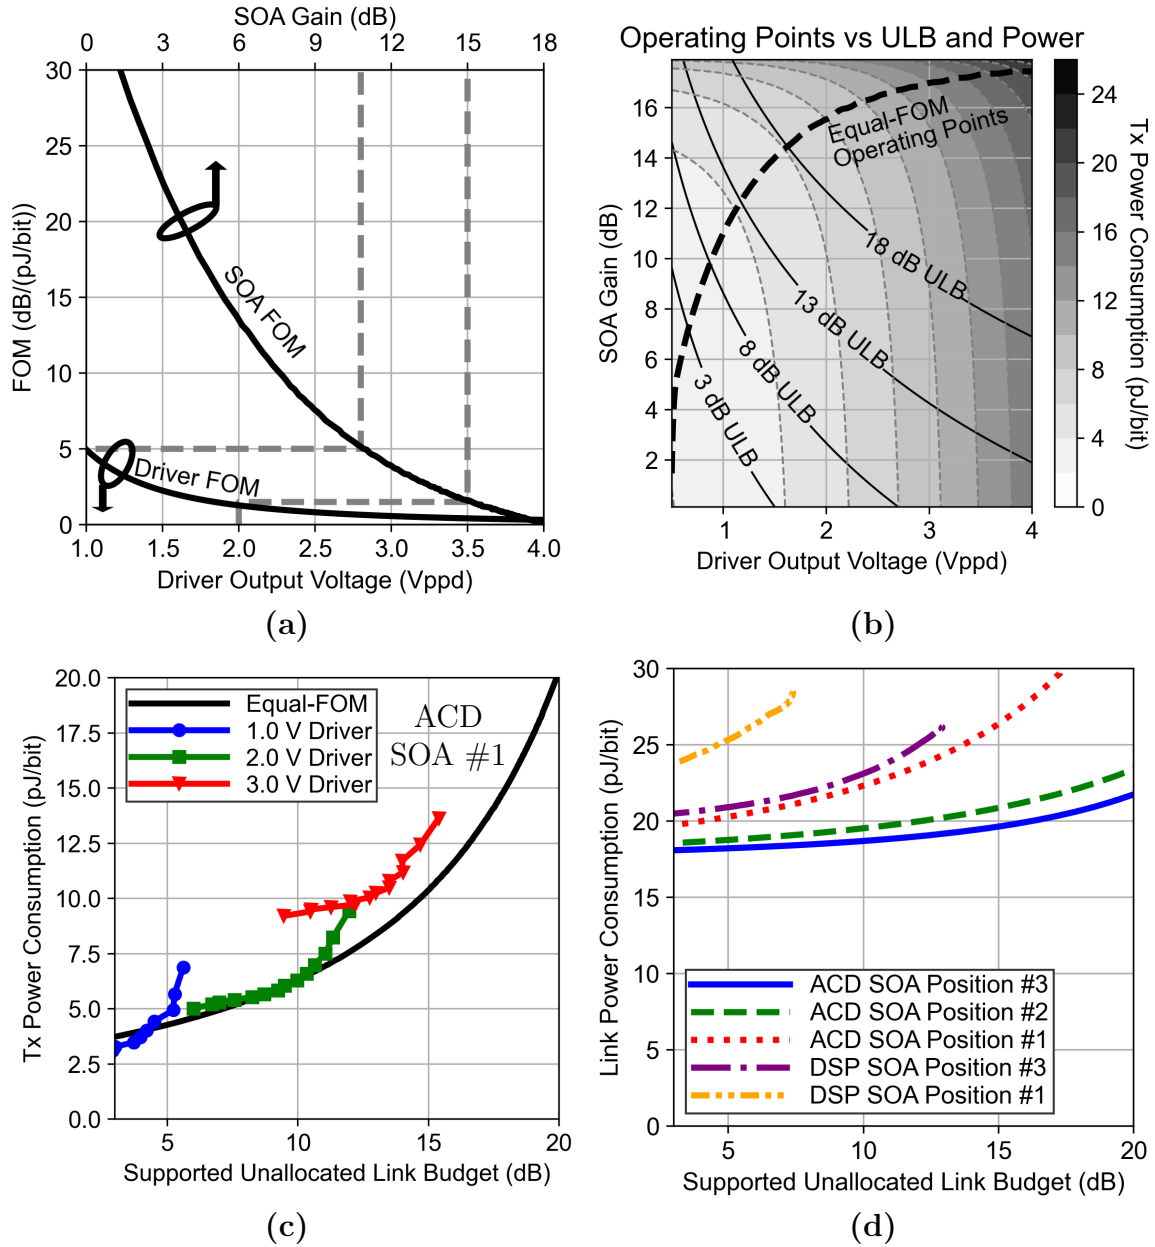 SOA Gain (dB)
0 3 6 9 12 15 18
30
25
20
15
10
5
0
FOM (dB/(pJ/bit))
SOA FOM
Driver FOM
1.0 1.5 2.0 2.5 3.0 3.5 4.0
Driver Output Voltage (Vppd)
(a)
Operating Points vs ULB and Power
16
14
12
10
8
6
4
2
SOA Gain (dB)
Equal-FOM
Operating Points
18 dB ULB
13 dB ULB
8 dB ULB
3 dB ULB
1 2 3 4
Driver Output Voltage (Vppd)
24
20
16
12
8
4
0
Tx Power Consumption (pJ/bit)
(b)
20.0
17.5
15.0
12.5
10.0
7.5
5.0
2.5
0.0
Tx Power Consumption (pJ/bit)
Equal-FOM
1.0 V Driver
2.0 V Driver
3.0 V Driver
ACD
SOA #1
5 10 15 20
Supported Unallocated Link Budget (dB)
(c)
30
25
20
15
10
5
0
Link Power Consumption (pJ/bit)
ACD SOA Position #3
ACD SOA Position #2
ACD SOA Position #1
DSP SOA Position #3
DSP SOA Position #1
5 10 15 20
Supported Unallocated Link Budget (dB)
(d)